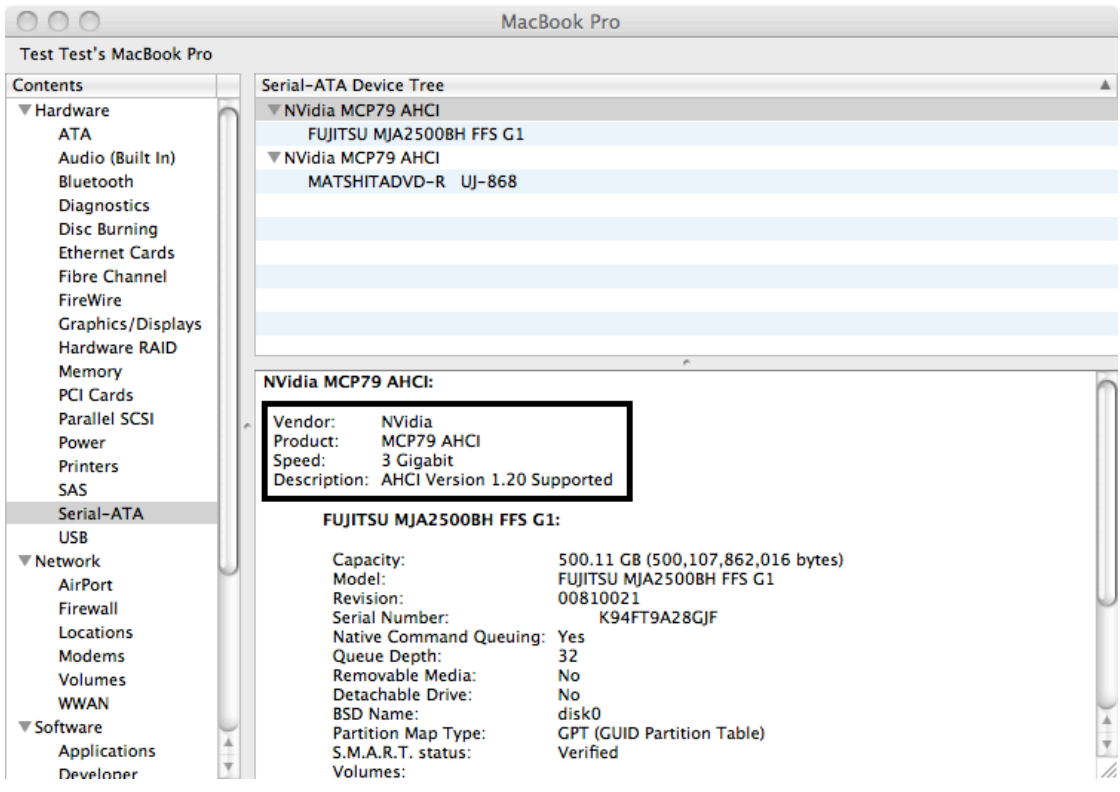 MacBook Pro
Test Test's MacBook Pro
Contents
Hardware
ATA
Audio (Built In)
Bluetooth
Diagnostics
Disc Burning
Ethernet Cards
Fibre Channel
FireWire
Graphics/Displays
Hardware RAID
Memory
PCI Cards
Parallel SCSI
Power
Printers
SAS
Serial-ATA
USB
Network
AirPort
Firewall
Locations
Modems
Volumes
WWAN
Software
Applications
Developer
Serial-ATA Device Tree
NVidia MCP79 AHCI
FUJITSU MJA2500BH FFS G1
NVidia MCP79 AHCI
MATSHITADVD-R UJ-868
NVidia MCP79 AHCI:
Vendor: NVidia
Product: MCP79 AHCI
Speed: 3 Gigabit
Description: AHCI Version 1.20 Supported
FUJITSU MJA2500BH FFS G1:
Capacity: 500.11 GB (500,107,862,016 bytes)
Model: FUJITSU MJA2500BH FFS G1
Revision: 00810021
Serial Number: K94FT9A28GJF
Native Command Queuing: Yes
Queue Depth: 32
Removable Media: No
Detachable Drive: No
BSD Name: disk0
Partition Map Type: GPT (GUID Partition Table)
S.M.A.R.T. status: Verified
Volumes: